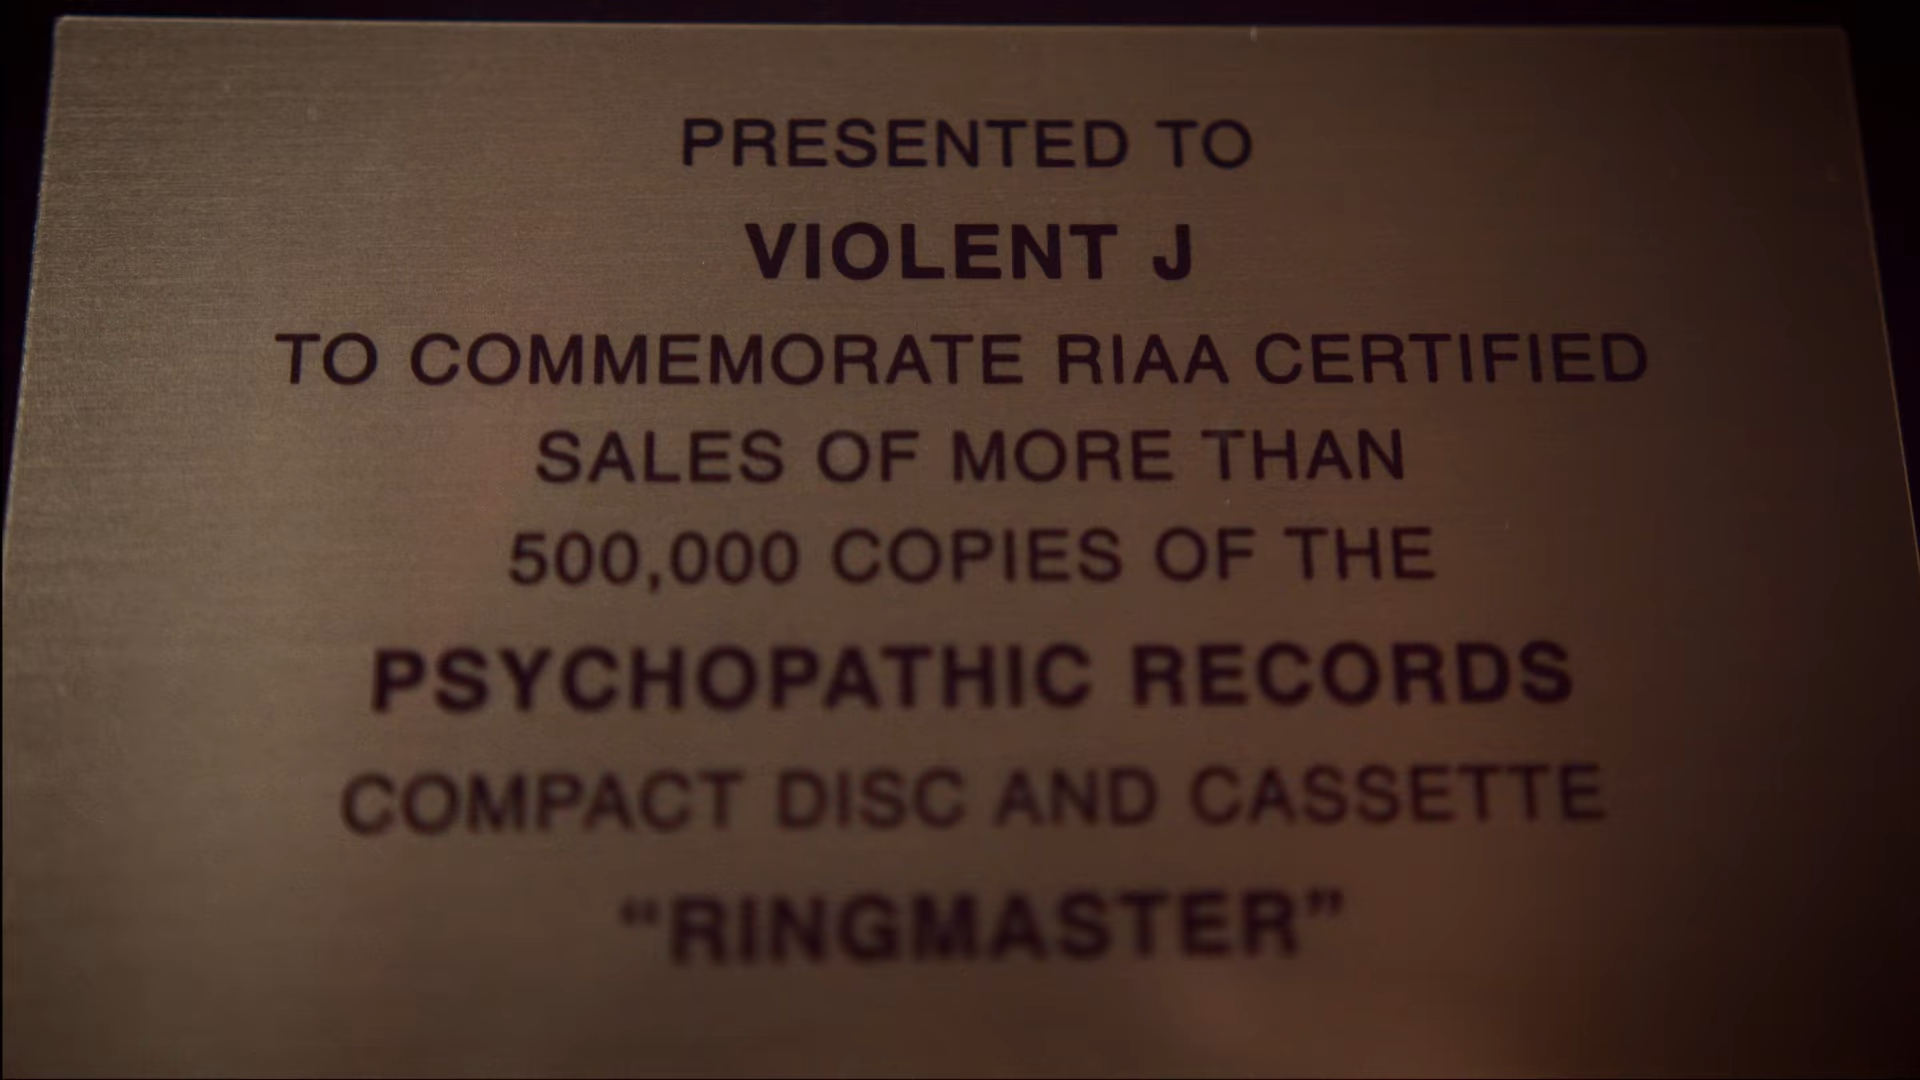 PRESENTED TO
VIOLENT J
TO COMMEMORATE RIAA CERTIFIED
SALES OF MORE THAN
500,000 COPIES OF THE
PSYCHOPATHIC RECORDS
COMPACT DISC AND CASSETTE
“RINGMASTER”